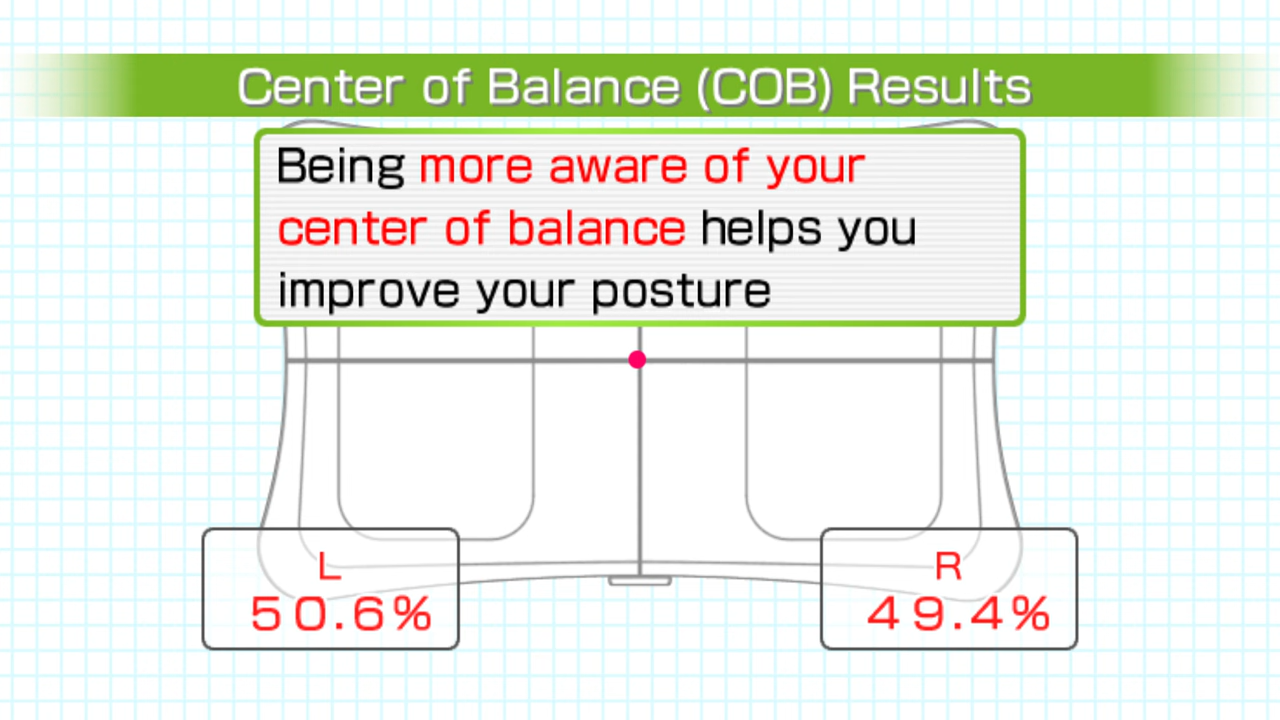 Center of Balance (COB) Results
Being more aware of your
center of balance helps you
improve your posture
L
50.6%
R
49.4%